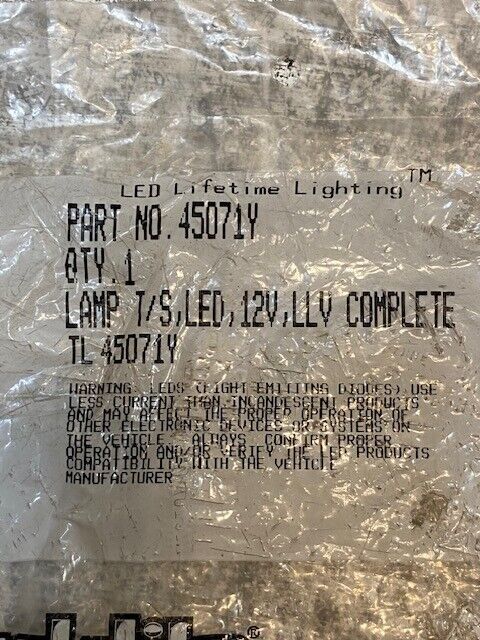 LED Lifetime Lighting™
PART NO. 45071Y
QTY. 1
LAMP T/S,LED,12V,LLV COMPLETE
TL 45071Y
WARNING: LEDS (LIGHT EMITTING DIODES) USE
LESS CURRENT THAN INCANDESCENT PRODUCTS
AND MAY AFFECT THE PROPER OPERATION OF
OTHER ELECTRONIC DEVICES OR SYSTEMS ON
THE VEHICLE. ALWAYS CONFIRM PROPER
OPERATION AND/OR VERIFY THE LED PRODUCTS
COMPATIBILITY WITH THE VEHICLE
MANUFACTURER
®